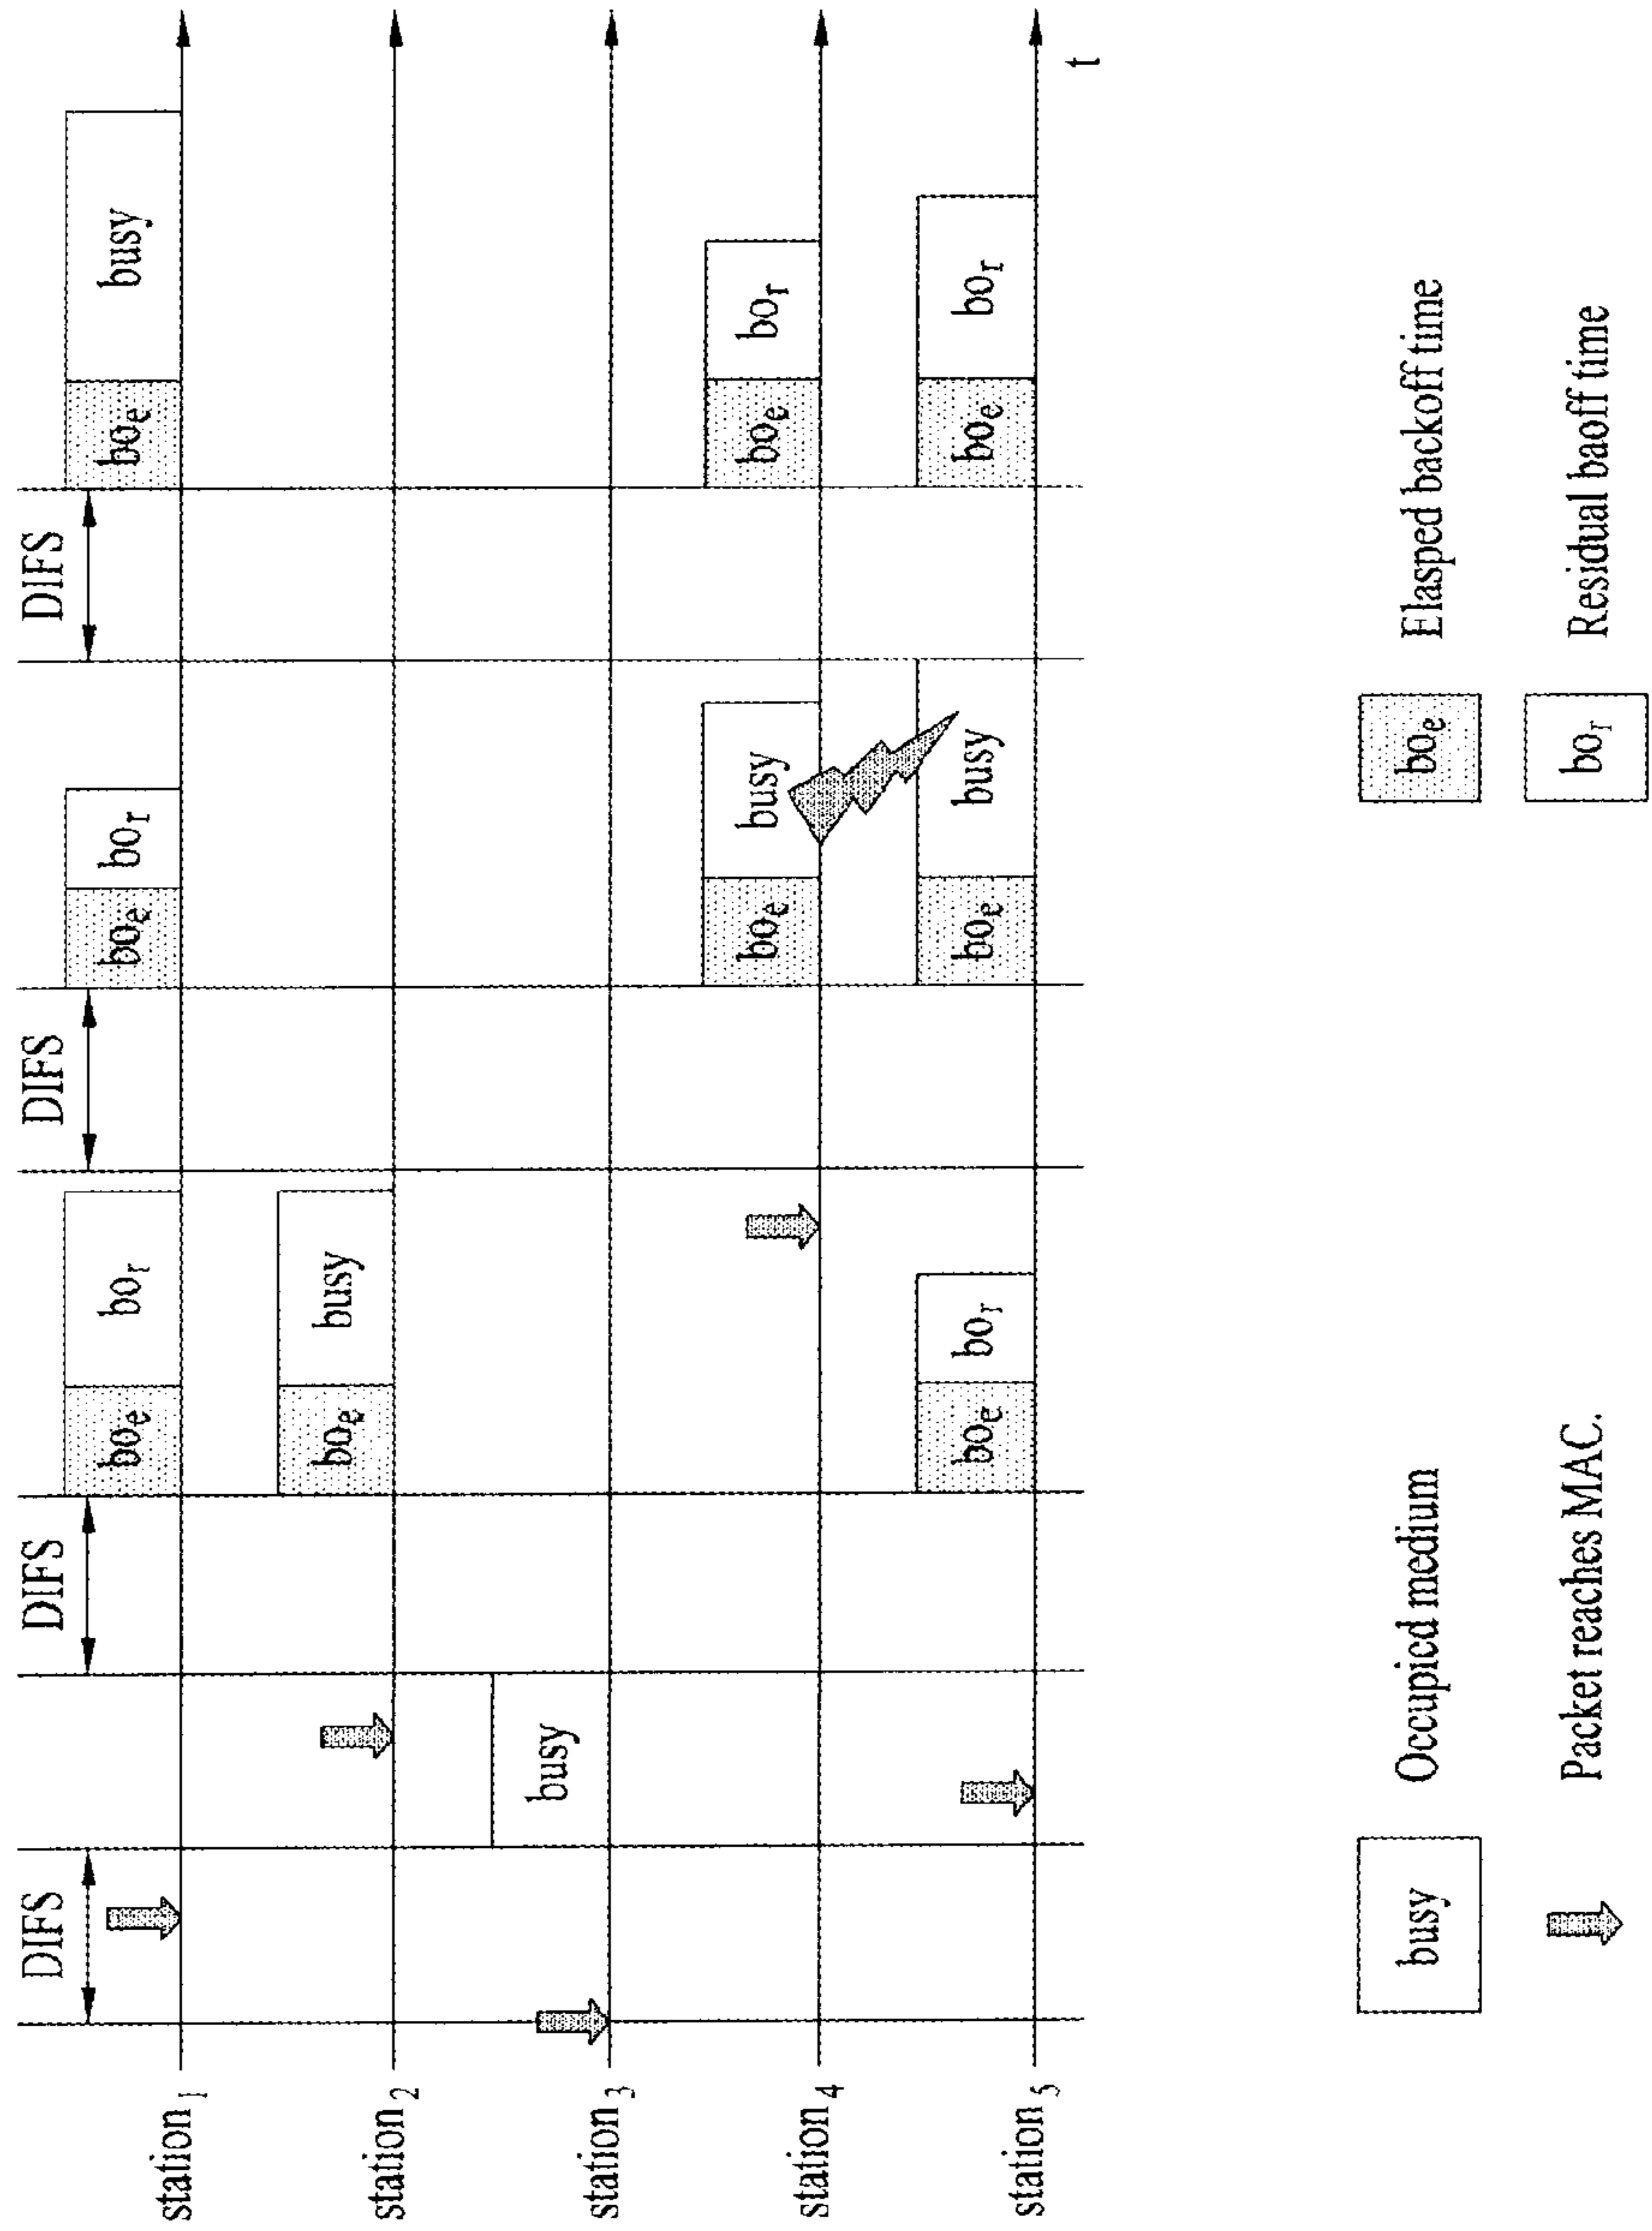 DIFS DIFS DIFS DIFS
station 1 bo_e bo_r bo_e bo_r bo_e busy
station 2 bo_e busy
station 3 busy
station 4 bo_e busy bo_e bo_r
station 5 bo_e bo_r bo_e busy bo_e bo_r
t
busy Occupied medium bo_e Elasped backoff time
Packet reaches MAC. bo_r Residual baoff time